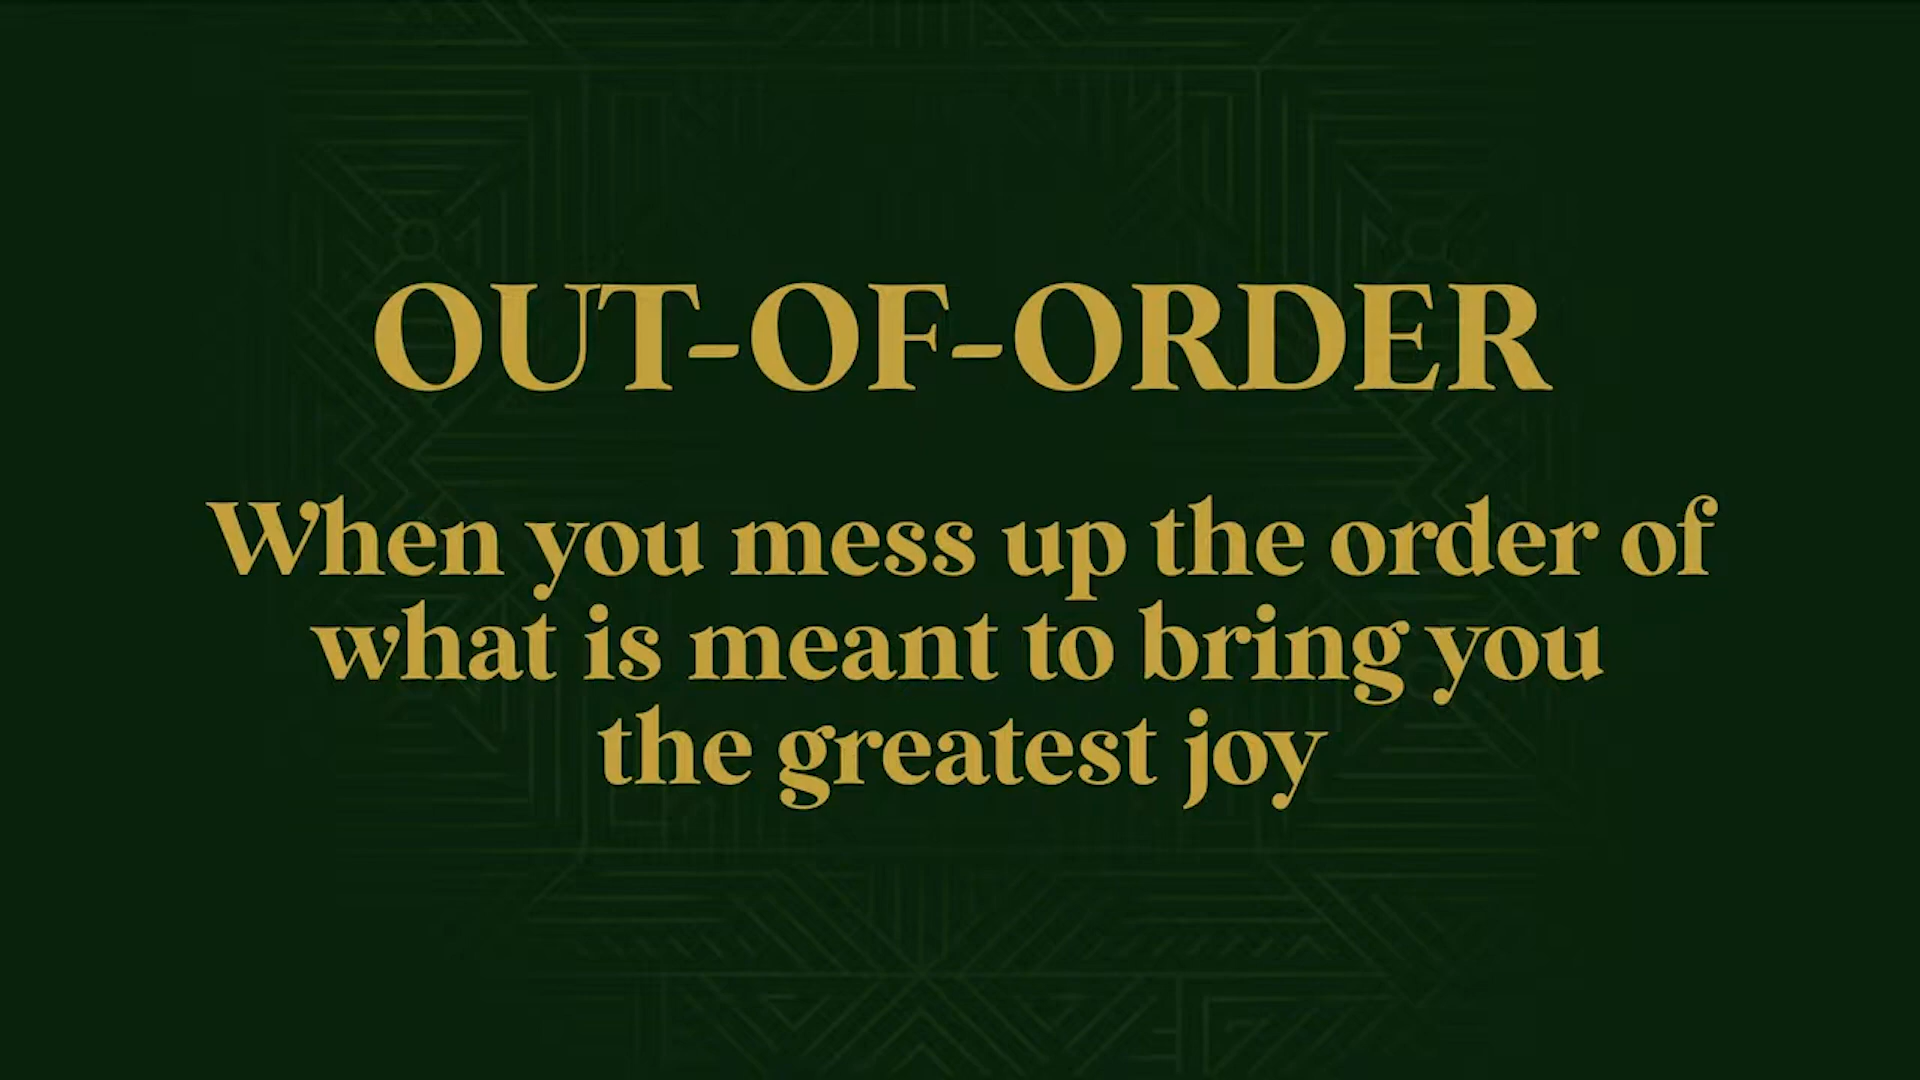 OUT-OF-ORDER
When you mess up the order of
what is meant to bring you
the greatest joy